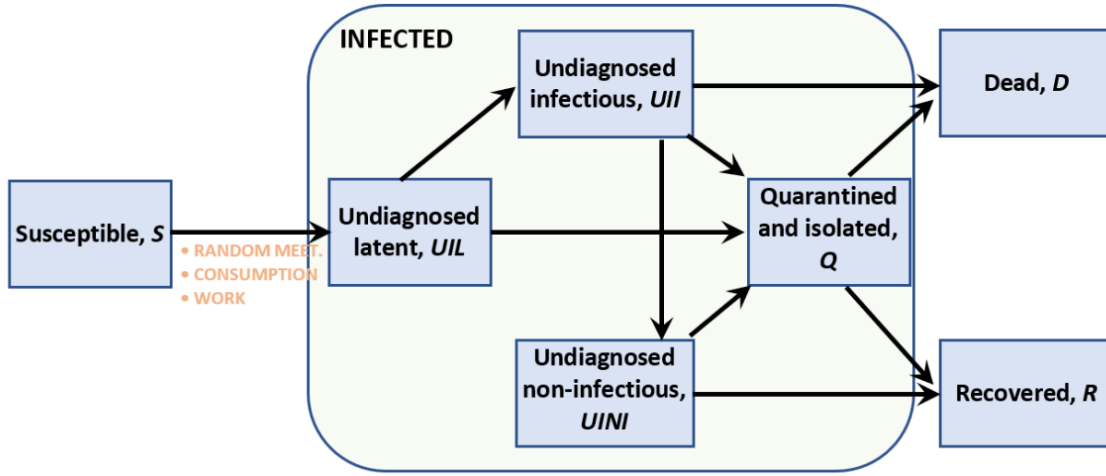 INFECTED
Undiagnosed
infectious, UII
Dead, D
Susceptible, S
• RANDOM MEET.
• CONSUMPTION
• WORK
Undiagnosed
latent, UIL
Quarantined
and isolated,
Q
Undiagnosed
non-infectious,
UINI
Recovered, R